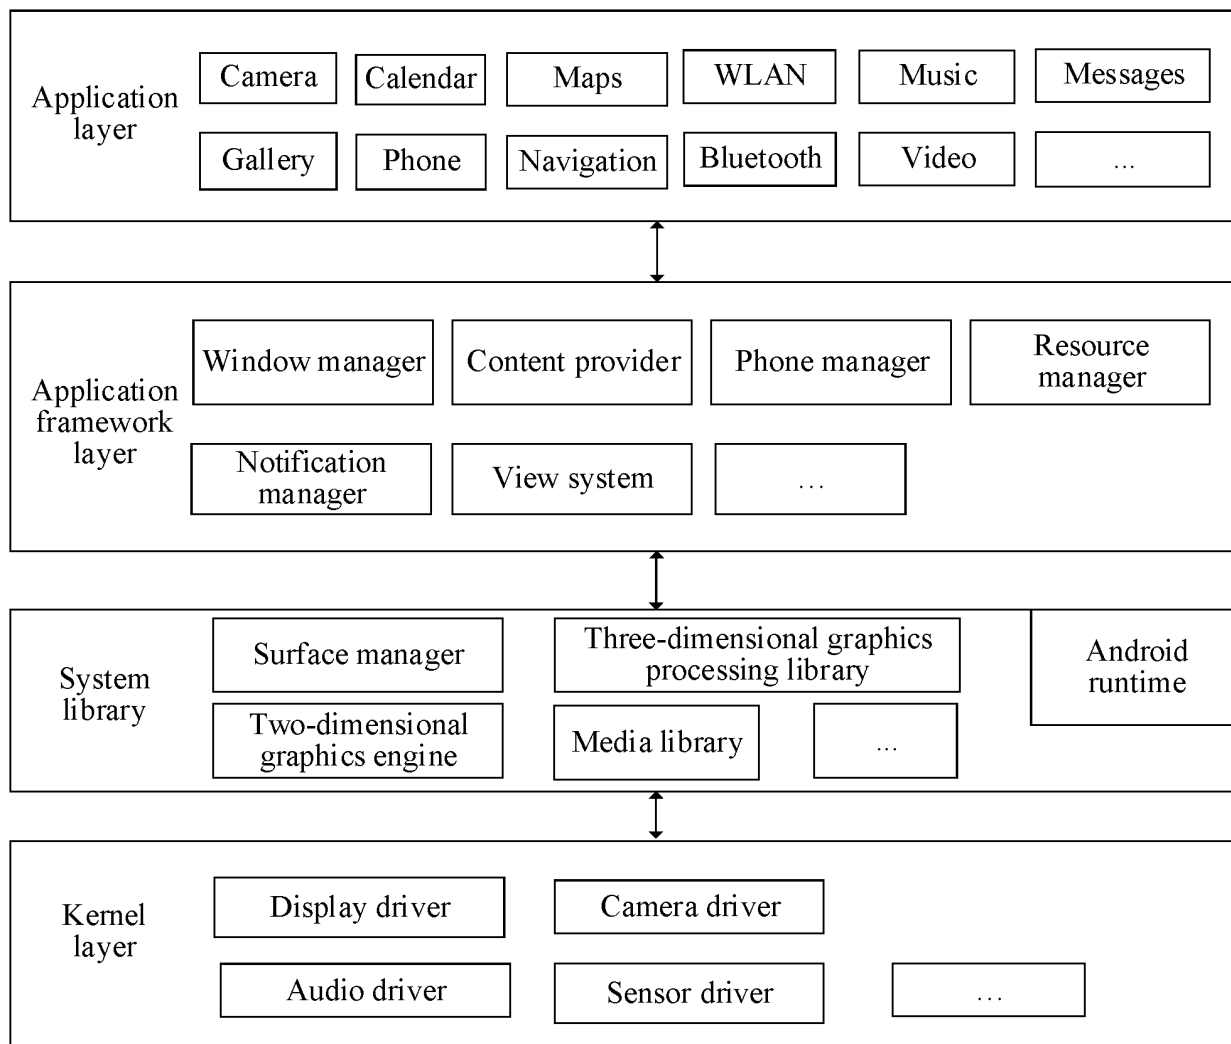 Application
layer
Camera
Calendar
Maps
WLAN
Music
Messages
Gallery
Phone
Navigation
Bluetooth
Video
...
Application
framework
layer
Window manager
Content provider
Phone manager
Resource
manager
Notification
manager
View system
...
System
library
Surface manager
Three-dimensional graphics
processing library
Android
runtime
Two-dimensional
graphics engine
Media library
...
Kernel
layer
Display driver
Camera driver
Audio driver
Sensor driver
...